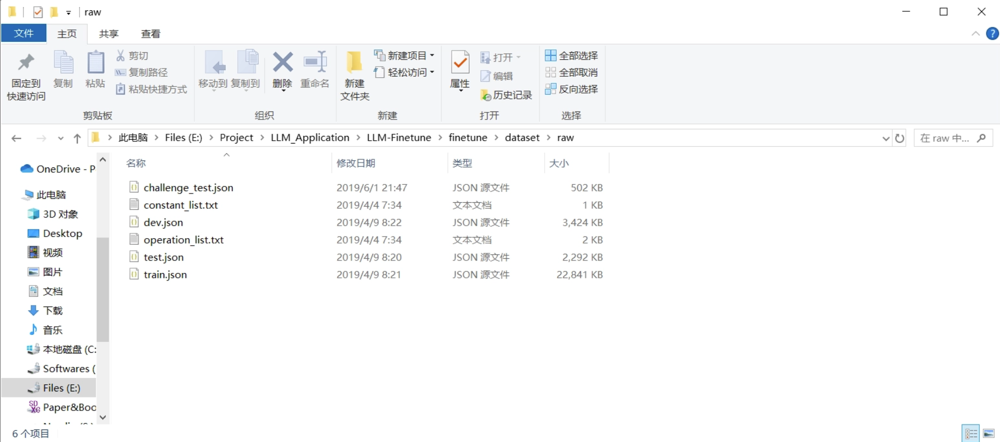 raw
文件 主页 共享 查看
固定到
快速访问
复制
粘贴
剪切
复制路径
粘贴快捷方式
剪贴板
移动到
复制到
删除
重命名
组织
新建
文件夹
新建项目
轻松访问
新建
属性
打开
编辑
历史记录
打开
全部选择
全部取消
反向选择
选择
此电脑 > Files (E:) > Project > LLM_Application > LLM-Finetune > finetune > dataset > raw
在 raw 中...
OneDrive - P
此电脑
3D 对象
Desktop
视频
图片
文档
下载
音乐
本地磁盘 (C:
Softwares (
Files (E:)
Paper&Boo
名称 修改日期 类型 大小
challenge_test.json 2019/6/1 21:47 JSON 源文件 502 KB
constant_list.txt 2019/4/4 7:34 文本文档 1 KB
dev.json 2019/4/9 8:22 JSON 源文件 3,424 KB
operation_list.txt 2019/4/4 7:34 文本文档 2 KB
test.json 2019/4/9 8:20 JSON 源文件 2,292 KB
train.json 2019/4/9 8:21 JSON 源文件 22,841 KB
6 个项目